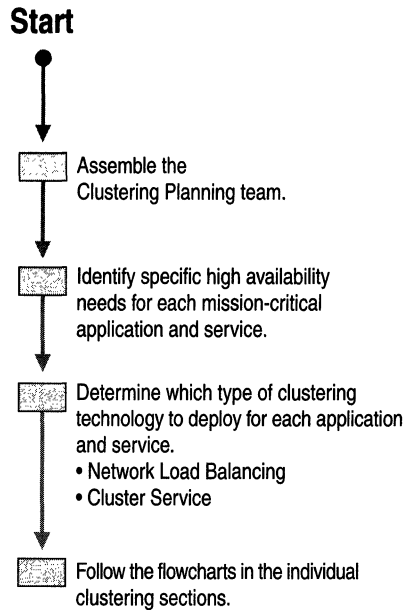 Start
Assemble the
Clustering Planning team.
Identify specific high availability
needs for each mission-critical
application and service.
Determine which type of clustering
technology to deploy for each application
and service.
• Network Load Balancing
• Cluster Service
Follow the flowcharts in the individual
clustering sections.